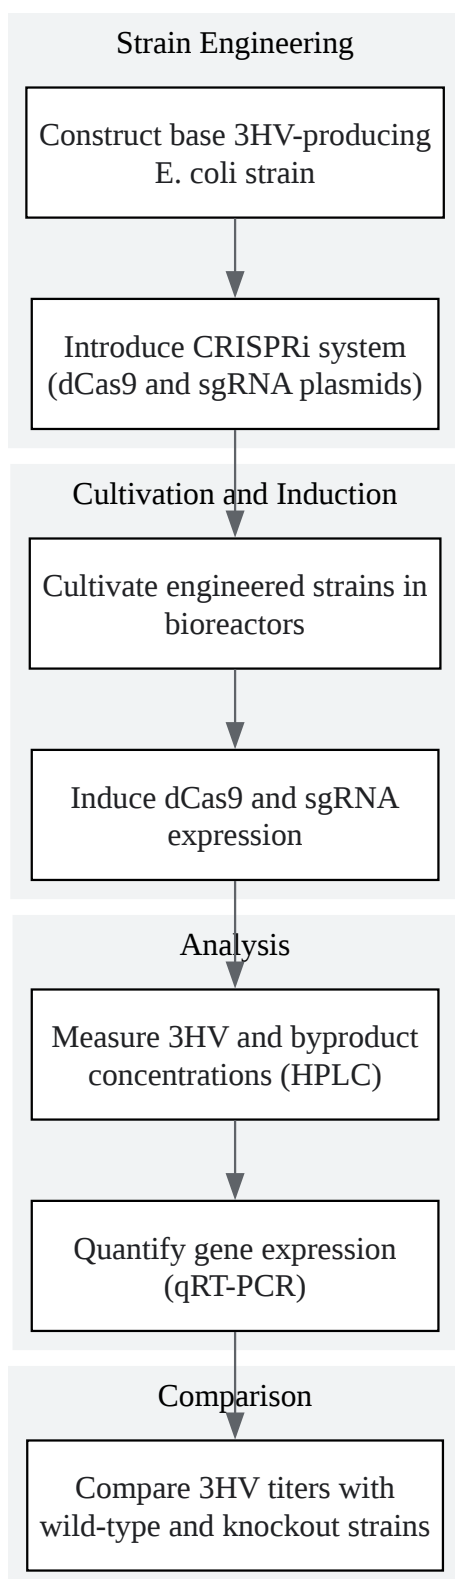 Strain Engineering
Construct base 3HV-producing
E. coli strain
Introduce CRISPRi system
(dCas9 and sgRNA plasmids)
Cultivation and Induction
Cultivate engineered strains in
bioreactors
Induce dCas9 and sgRNA
expression
Analysis
Measure 3HV and byproduct
concentrations (HPLC)
Quantify gene expression
(qRT-PCR)
Comparison
Compare 3HV titers with
wild-type and knockout strains